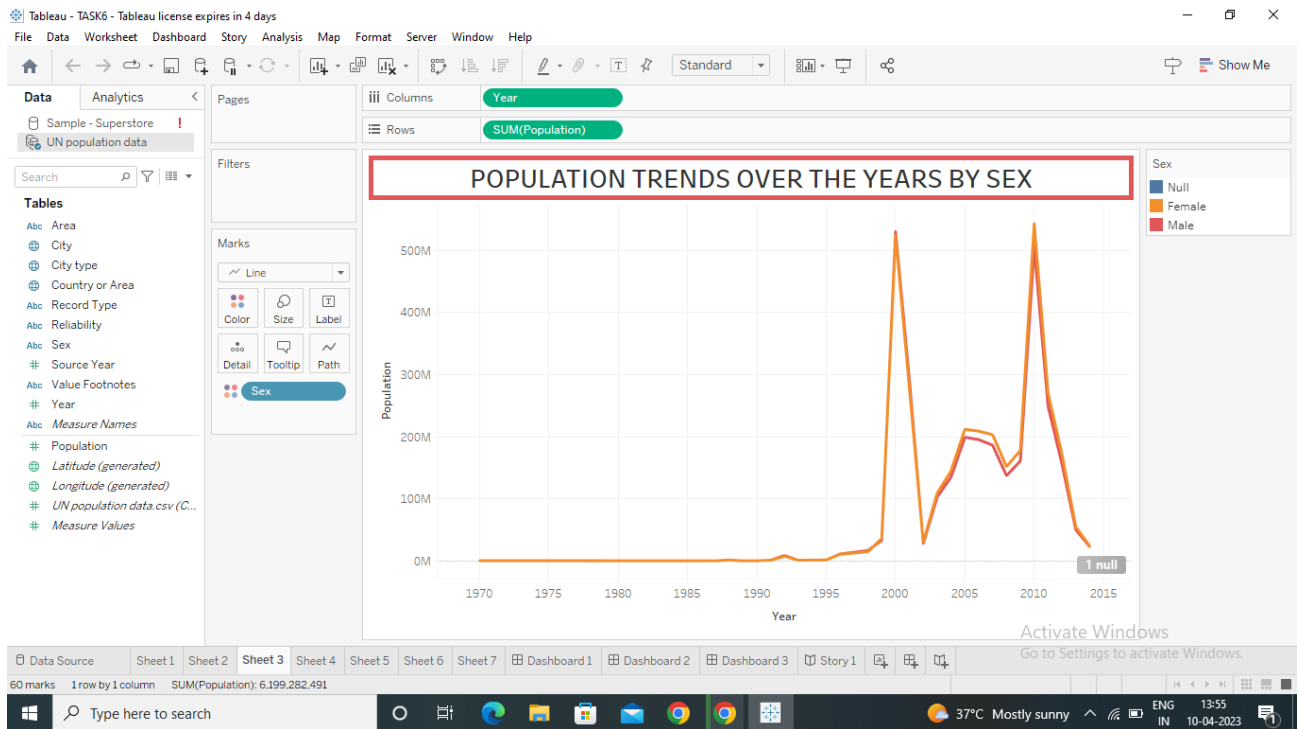 Tableau - TASK6 - Tableau license expires in 4 days
File Data Worksheet Dashboard Story Analysis Map Format Server Window Help
Standard
Show Me
Data Analytics
Sample - Superstore !
UN population data
Search
Tables
Abc Area
City
City type
Country or Area
Abc Record Type
Abc Reliability
Abc Sex
# Source Year
Abc Value Footnotes
# Year
Abc Measure Names
# Population
Latitude (generated)
Longitude (generated)
# UN population data.csv (C...
# Measure Values
Pages
Filters
Marks
Line
Color Size Label
Detail Tooltip Path
Sex
Columns Year
Rows SUM(Population)
POPULATION TRENDS OVER THE YEARS BY SEX
Population
500M
400M
300M
200M
100M
0M
1 null
1970 1975 1980 1985 1990 1995 2000 2005 2010 2015
Year
Sex
Null
Female
Male
Activate Windows
Go to Settings to activate Windows.
Data Source Sheet 1 Sheet 2 Sheet 3 Sheet 4 Sheet 5 Sheet 6 Sheet 7 Dashboard 1 Dashboard 2 Dashboard 3 Story 1
60 marks 1 row by 1 column SUM(Population): 6,199,282,491
Type here to search
37°C Mostly sunny
ENG
IN
13:55
10-04-2023
1